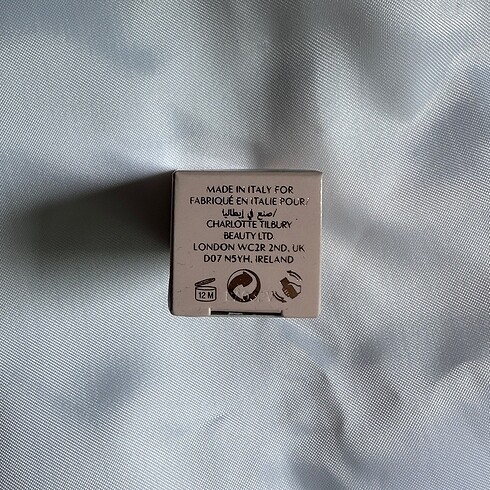 MADE IN ITALY FOR
FABRIQUÉ EN ITALIE POUR/
صنع في إيطاليا/
CHARLOTTE TILBURY
BEAUTY LTD.
LONDON WC2R 2ND, UK
D07 N5YH, IRELAND
12 M